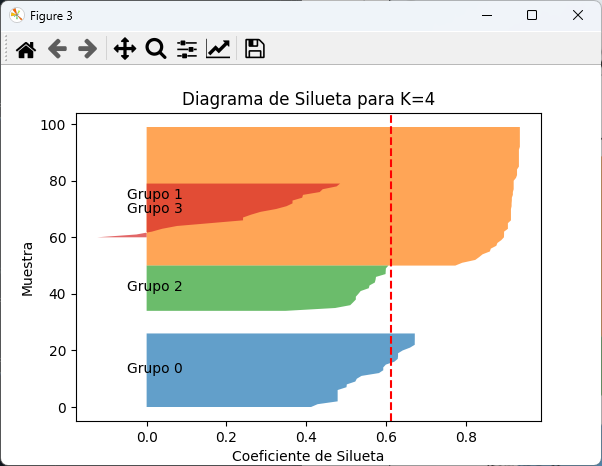 Figure 3
Diagrama de Silueta para K=4
100
80
60
40
20
0
Muestra
Grupo 1
Grupo 3
Grupo 2
Grupo 0
0.0 0.2 0.4 0.6 0.8
Coeficiente de Silueta